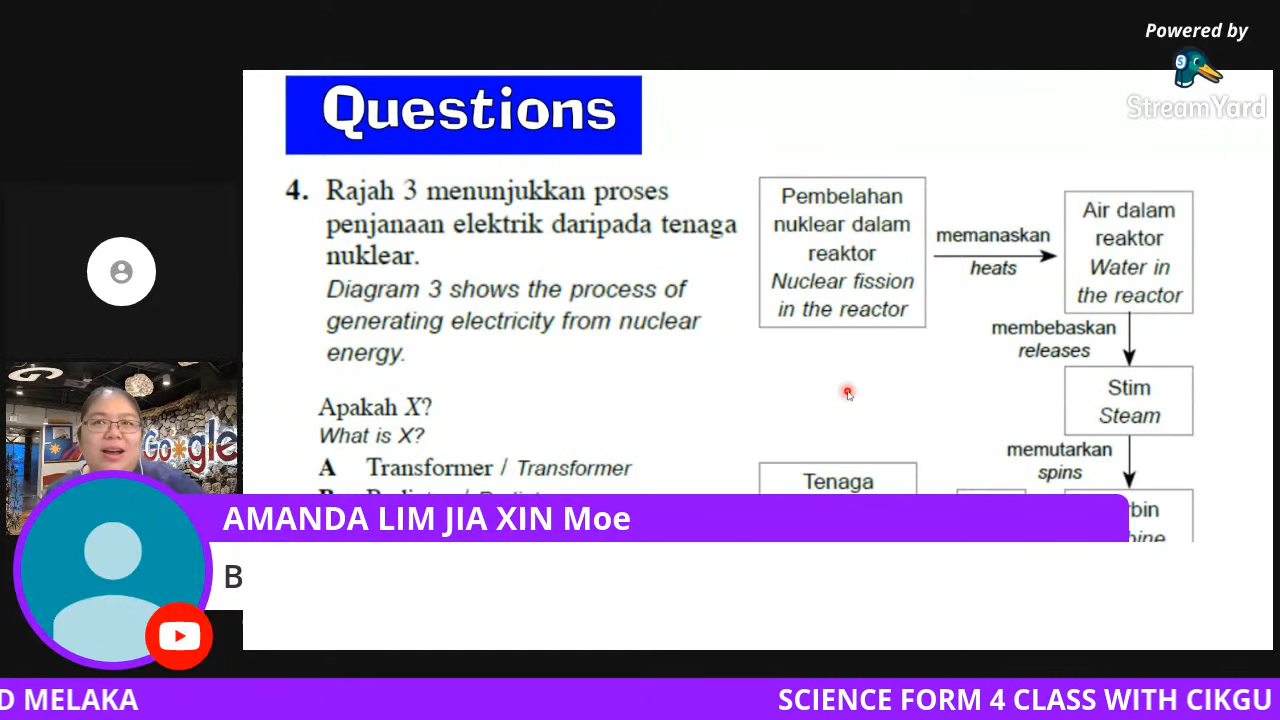 Powered by
StreamYard
Questions
4. Rajah 3 menunjukkan proses
penjanaan elektrik daripada tenaga
nuklear.
Diagram 3 shows the process of
generating electricity from nuclear
energy.
Apakah X?
What is X?
A Transformer / Transformer
Pembelahan
nuklear dalam
reaktor
Nuclear fission
in the reactor
memanaskan
heats
Air dalam
reaktor
Water in
the reactor
membebaskan
releases
Stim
Steam
memutarkan
spins
Tenaga
Google
AMANDA LIM JIA XIN Moe
B
D MELAKA
SCIENCE FORM 4 CLASS WITH CIKGU